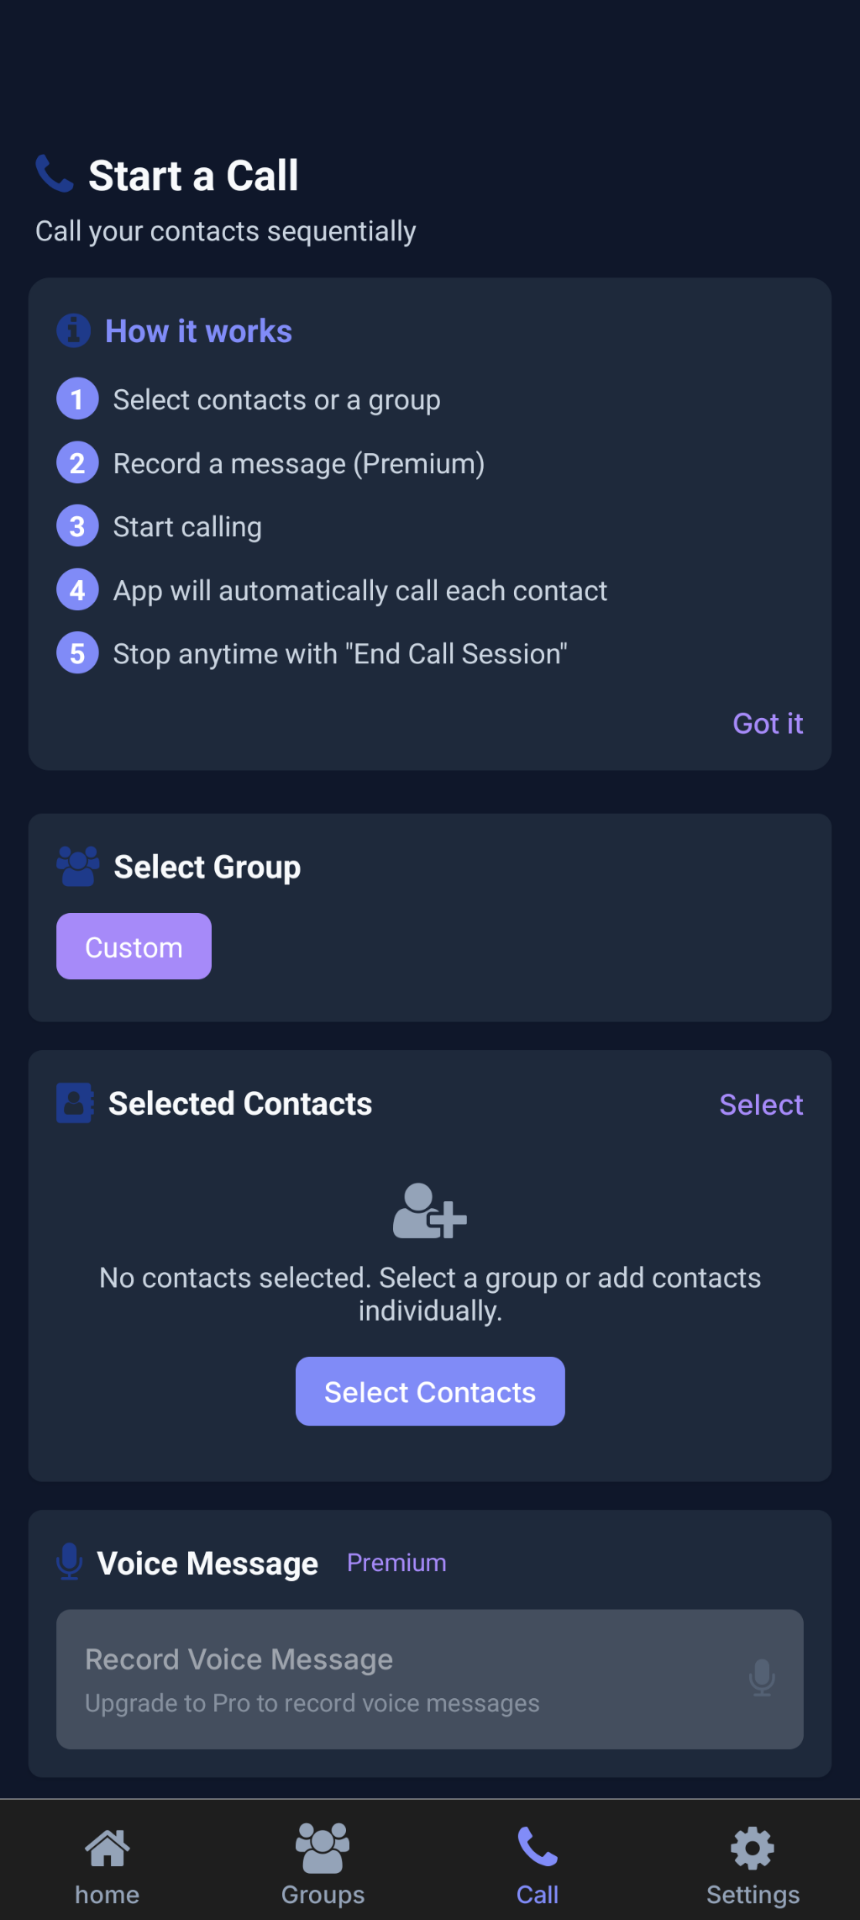 Start a Call
Call your contacts sequentially
How it works
1 Select contacts or a group
2 Record a message (Premium)
3 Start calling
4 App will automatically call each contact
5 Stop anytime with "End Call Session"
Got it
Select Group
Custom
Selected Contacts Select
No contacts selected. Select a group or add contacts
individually.
Select Contacts
Voice Message Premium
Record Voice Message
Upgrade to Pro to record voice messages
home Groups Call Settings